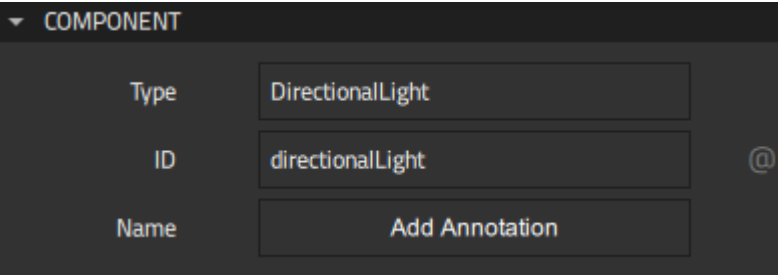 COMPONENT
Type DirectionalLight
ID directionalLight @
Name Add Annotation